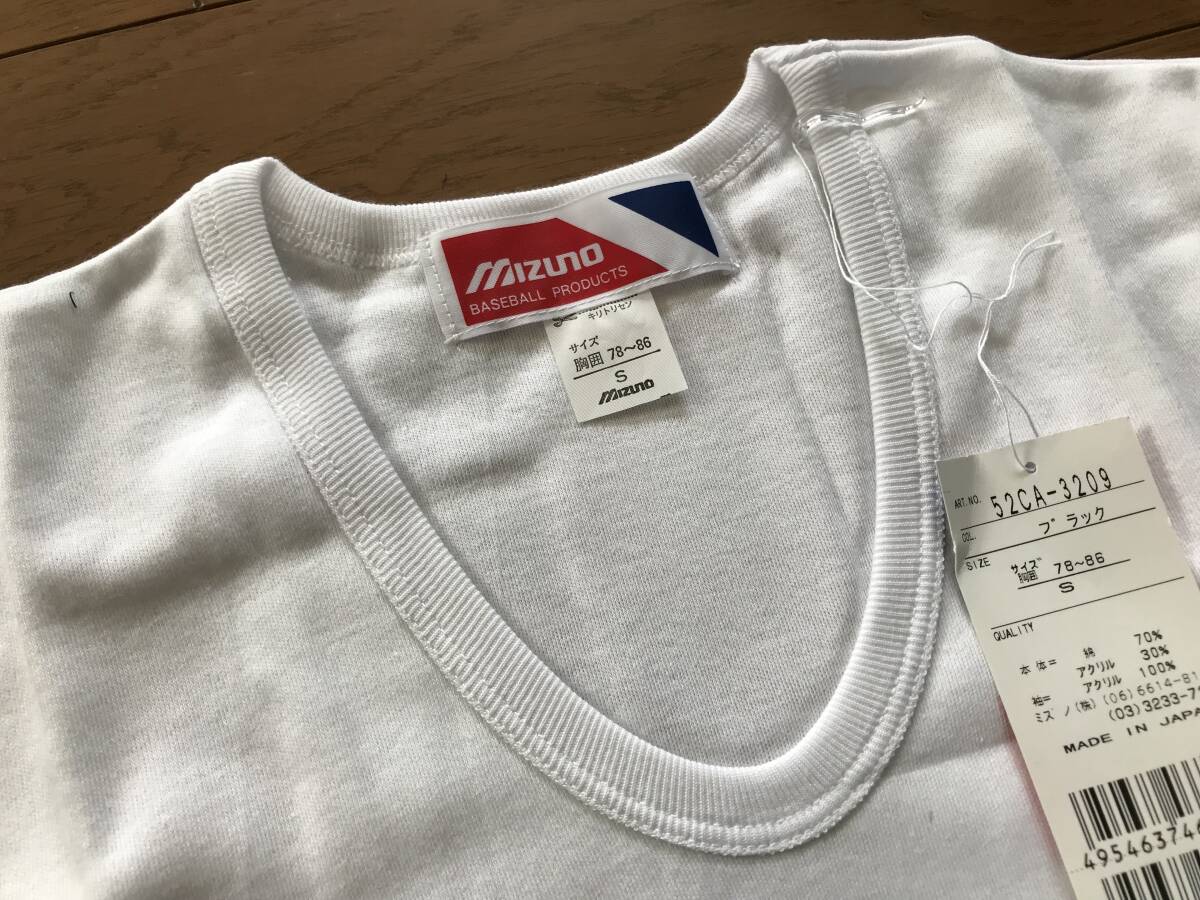 MIZUNO
BASEBALL PRODUCTS
キリトリセン
サイズ
胸囲 78～86
S
MIZUNO
ART.NO. 52CA-3209
COL. ブラック
SIZE サイズ 胸囲 78～86
S
QUALITY
本体= 綿 70%
アクリル 30%
袖= アクリル 100%
ミズノ(株) (06)6614-81
(03)3233-7
MADE IN JAPA
49546374